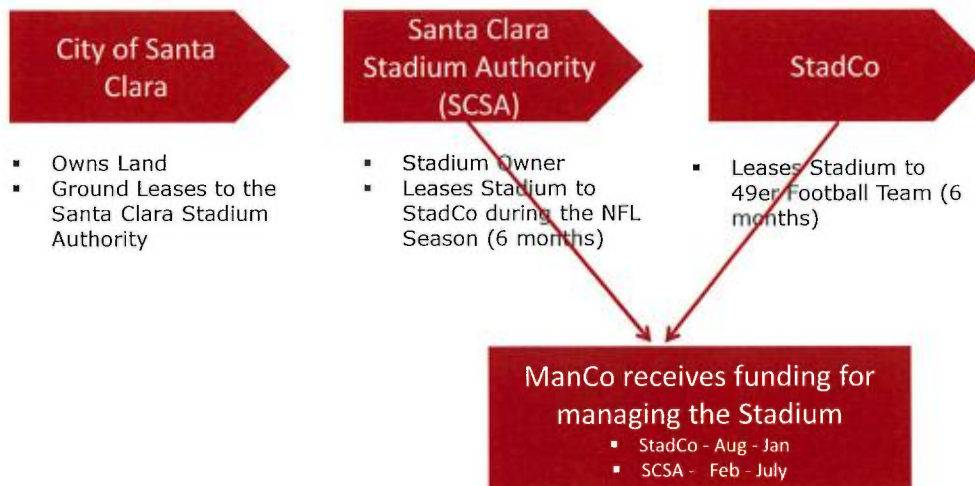 City of Santa
Clara
▪ Owns Land
▪ Ground Leases to the
Santa Clara Stadium
Authority
Santa Clara
Stadium Authority
(SCSA)
▪ Stadium Owner
▪ Leases Stadium to
StadCo during the NFL
Season (6 months)
StadCo
▪ Leases Stadium to
49er Football Team (6
months)
ManCo receives funding for
managing the Stadium
▪ StadCo - Aug - Jan
▪ SCSA - Feb - July